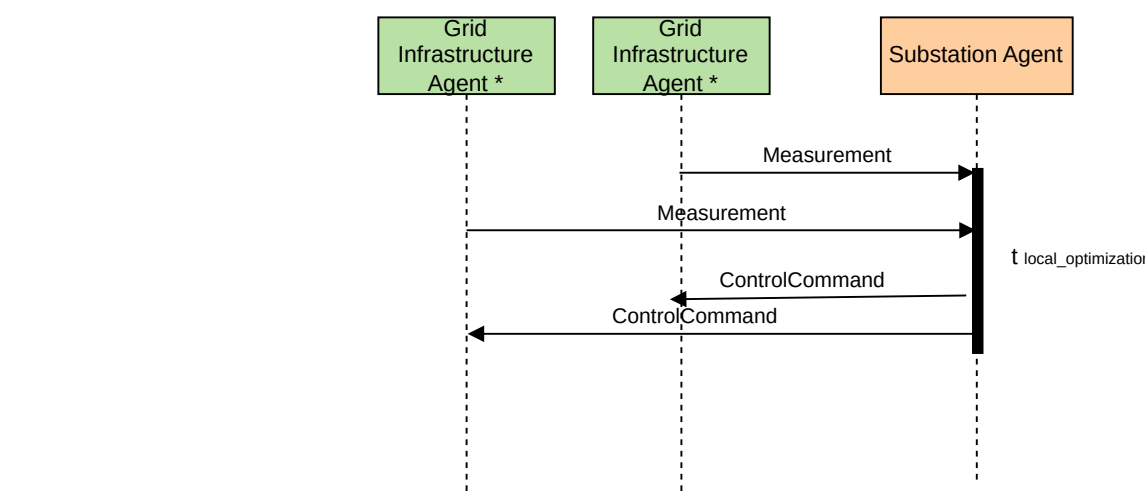 Grid
Infrastructure
Agent *
Grid
Infrastructure
Agent *
Substation Agent
Measurement
Measurement
t local_optimization
ControlCommand
ControlCommand